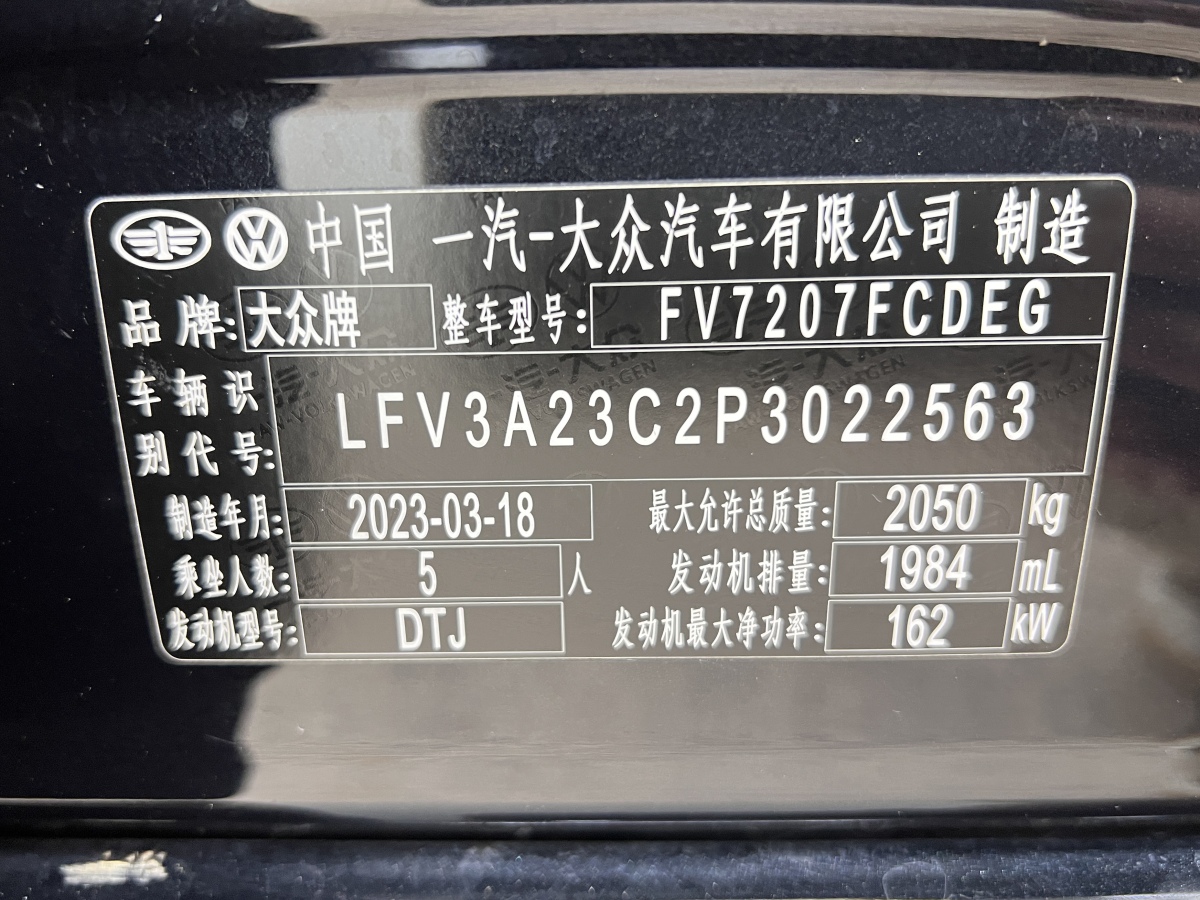 中国 一汽-大众汽车有限公司 制造
品牌: 大众牌 整车型号: FV7207FCDEG
车辆识
别代号: LFV3A23C2P3022563
制造年月: 2023-03-18 最大允许总质量: 2050 kg
乘坐人数: 5 人 发动机排量: 1984 mL
发动机型号: DTJ 发动机最大净功率: 162 kW